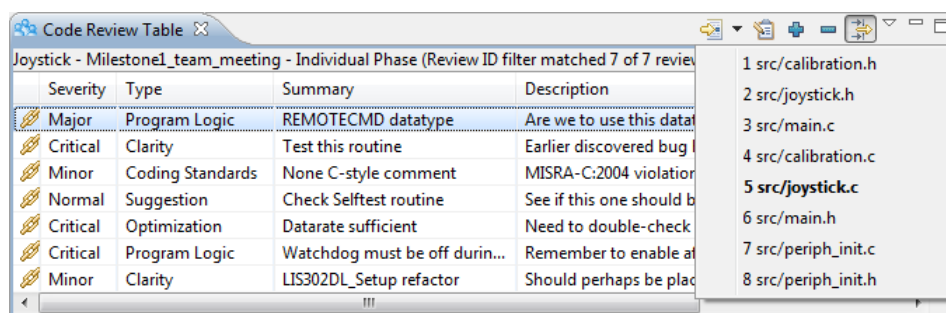 Code Review Table
Joystick - Milestone1_team_meeting - Individual Phase (Review ID filter matched 7 of 7
Severity Type Summary Description
Major Program Logic REMOTECMD datatype Are we to use this
Critical Clarity Test this routine Earlier discovered bug
Minor Coding Standards None C-style comment MISRA-C:2004 violation
Normal Suggestion Check Selftest routine See if this one should
Critical Optimization Datarate sufficient Need to double-check
Critical Program Logic Watchdog must be off durin... Remember to enable
Minor Clarity LIS302DL_Setup refactor Should perhaps be
1 src/calibration.h
2 src/joystick.h
3 src/main.c
4 src/calibration.c
5 src/joystick.c
6 src/main.h
7 src/periph_init.c
8 src/periph_init.h